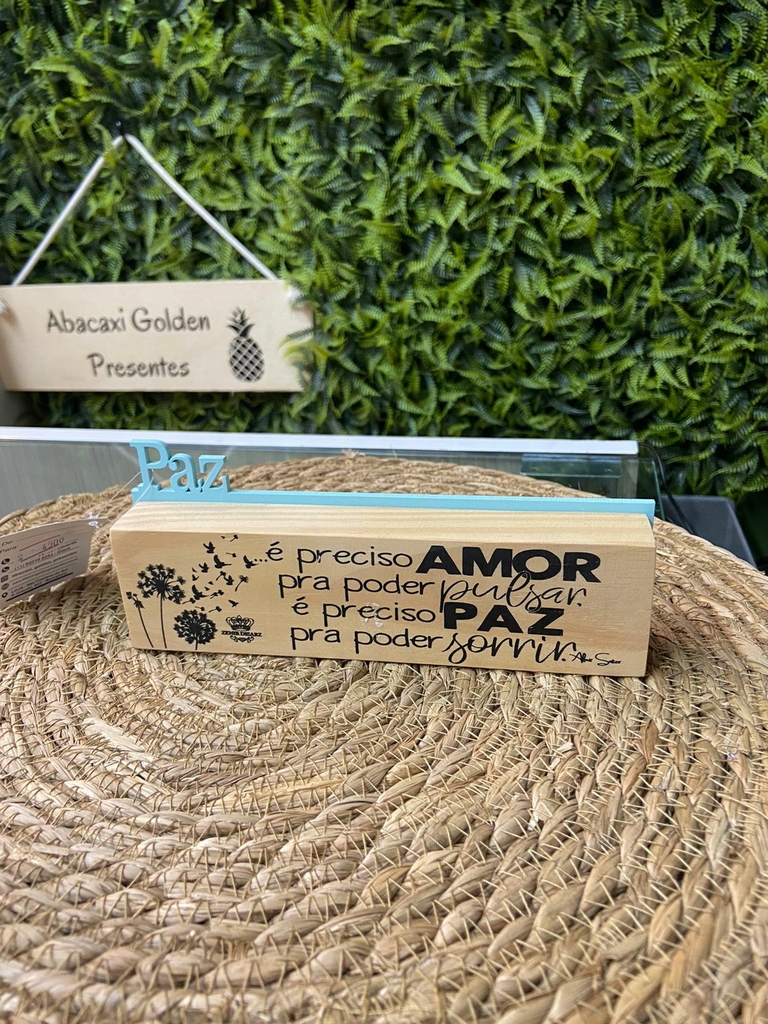 Abacaxi Golden
Presentes
Paz
...é preciso AMOR
pra poder pulsar,
é preciso PAZ
pra poder sorrir.